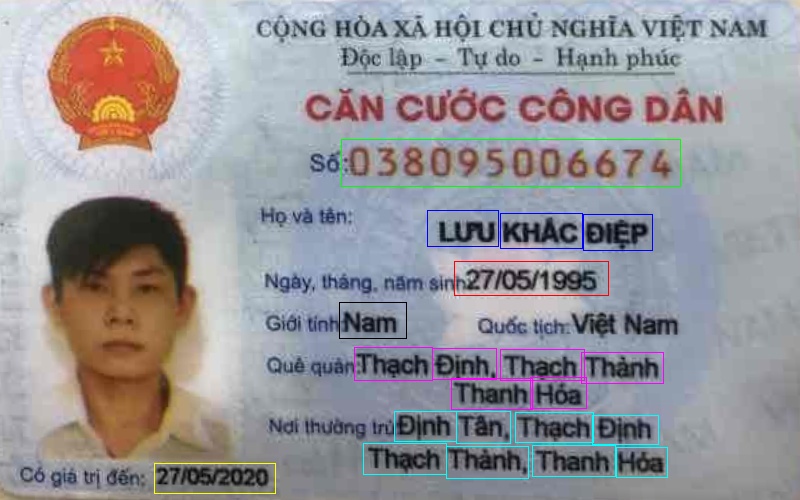 CỘNG HÒA XÃ HỘI CHỦ NGHĨA VIỆT NAM
Độc lập - Tự do - Hạnh phúc
CĂN CƯỚC CÔNG DÂN
Số: 038095006674
Họ và tên:
LƯU KHẮC ĐIỆP
Ngày, tháng, năm sinh: 27/05/1995
Giới tính: Nam Quốc tịch: Việt Nam
Quê quán: Thạch Định, Thạch Thành
Thanh Hóa
Nơi thường trú: Định Tân, Thạch Định
Thạch Thành, Thanh Hóa
Có giá trị đến: 27/05/2020